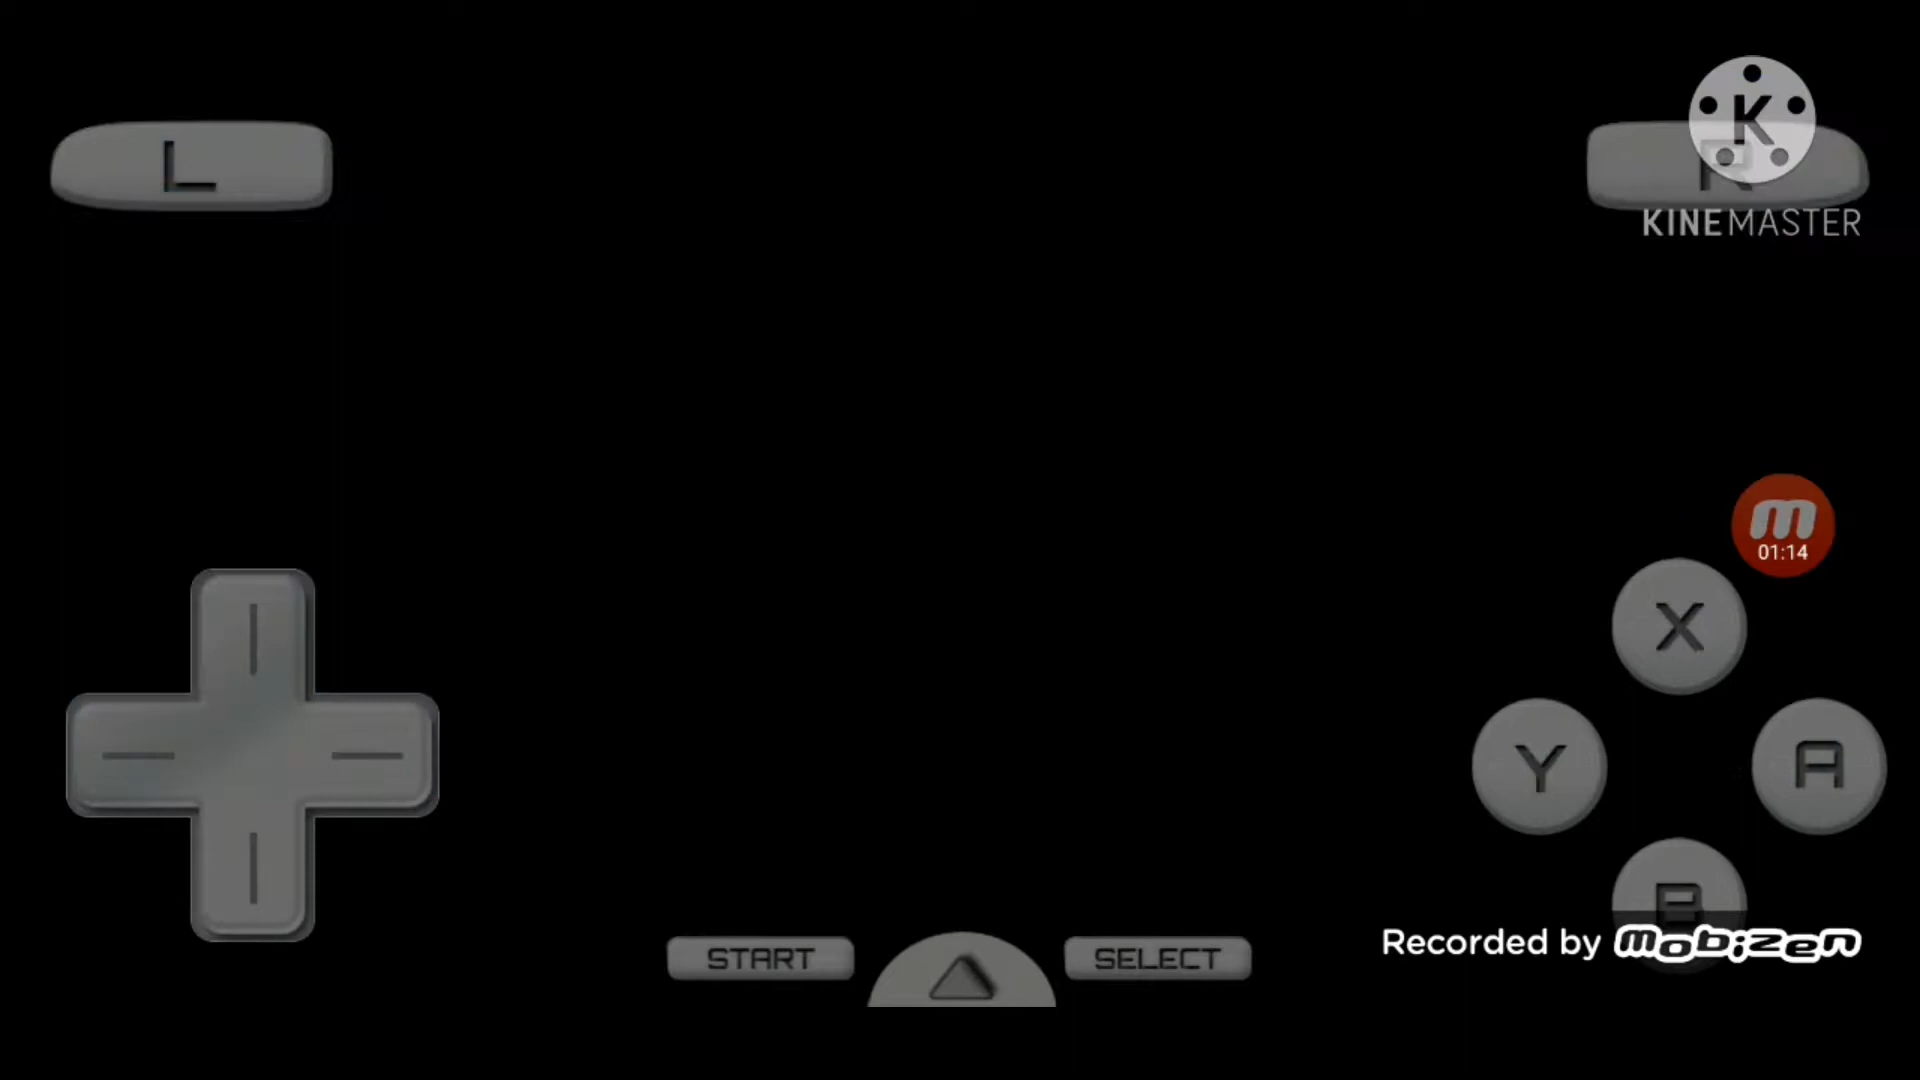 L
K
R
KINEMASTER
m
01:14
X
Y
A
B
START
SELECT
Recorded by mobizen